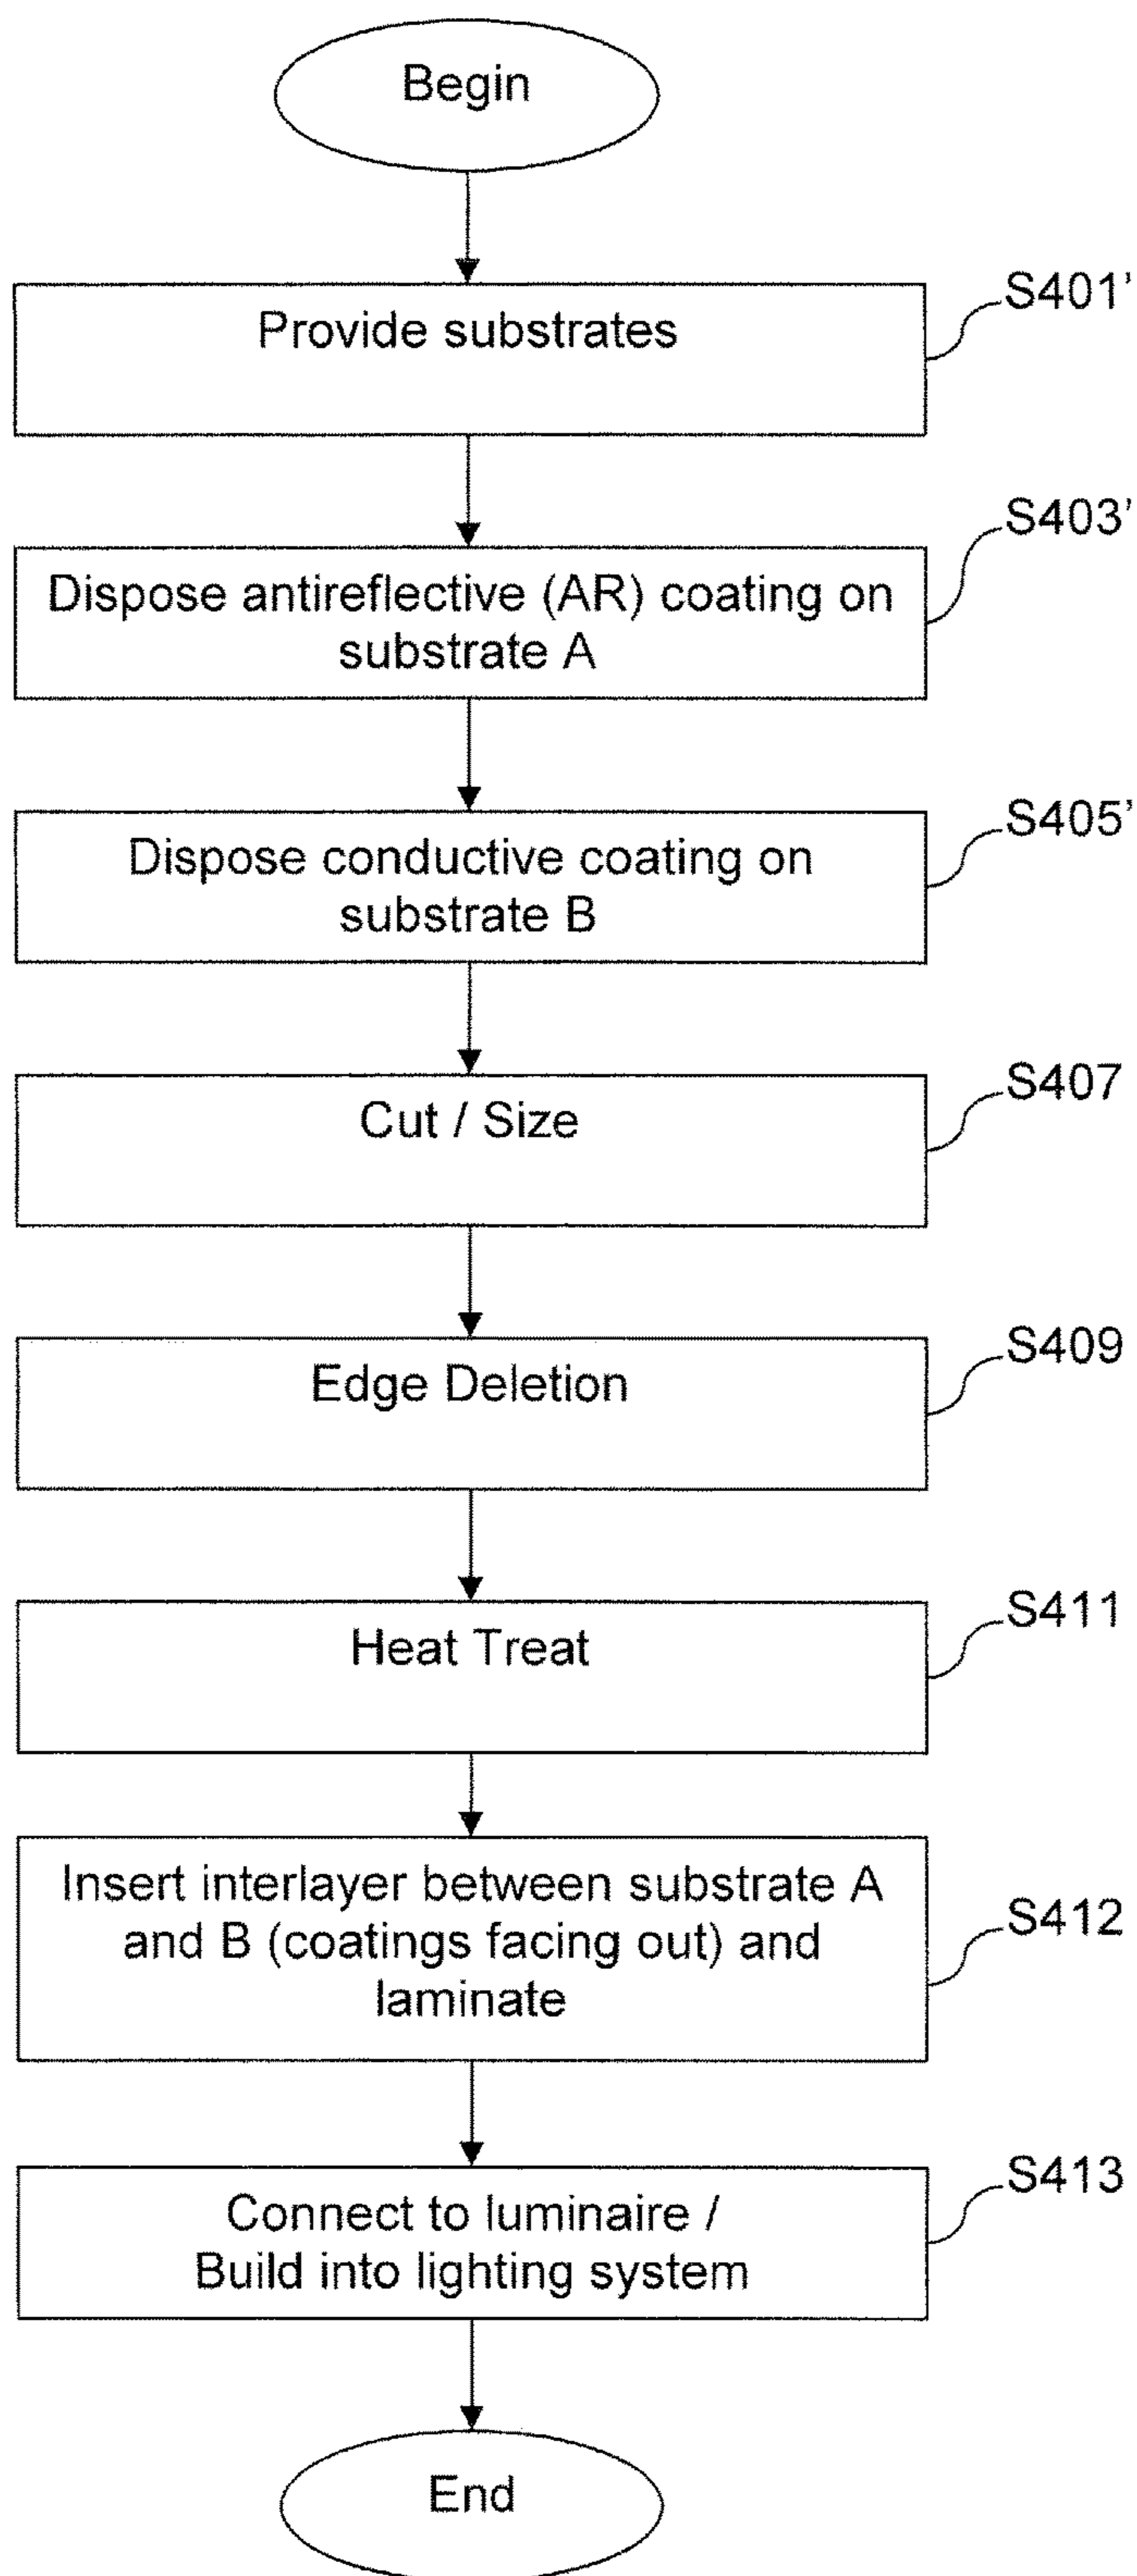 Begin
Provide substrates
S401’
Dispose antireflective (AR) coating on
substrate A
S403’
Dispose conductive coating on
substrate B
S405’
Cut / Size
S407
Edge Deletion
S409
Heat Treat
S411
Insert interlayer between substrate A
and B (coatings facing out) and
laminate
S412
Connect to luminaire /
Build into lighting system
S413
End